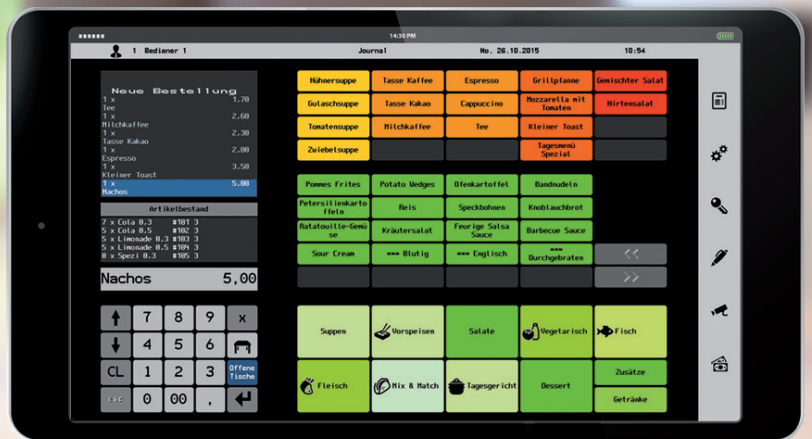 14:38 PM
1 Bediener 1
Journal
Mo. 26.10.2015
10:54
Neue Bestellung
1 x 1,70
Tee
1 x 2,60
Milchkaffee
1 x 2,30
Tasse Kakao
1 x 2,00
Espresso
1 x 3,50
Kleiner Toast
1 x 5,00
Nachos
Artikelbestand
7 x Cola 0,3 #101 3
5 x Cola 0,5 #102 3
5 x Limonade 0,3 #103 3
5 x Limonade 0,5 #104 3
8 x Spezi 0,3 #105 3
Nachos 5,00
7 8 9 x
4 5 6
CL 1 2 3 Offene
Tische
ESC 0 00 ,
Hühnersuppe
Tasse Kaffee
Espresso
Grillpfanne
Gemischter Salat
Gulaschsuppe
Tasse Kakao
Cappuccino
Mozzarella mit
Tomaten
Hirtensalat
Tomatensuppe
Milchkaffee
Tee
Kleiner Toast
Zwiebelsuppe
Tagesmenü
Spezial
Pommes Frites
Potato Wedges
Ofenkartoffel
Bandnudeln
Petersilienkarto
ffeln
Reis
Speckbohnen
Knoblauchbrot
Ratatouille-Gemü
se
Kräutersalat
Feurige Salsa
Sauce
Barbecue Sauce
Sour Cream
=== Blutig
=== Englisch
===
Durchgebraten
<<
>>
Suppen
Vorspeisen
Salate
Vegetarisch
Fisch
Fleisch
Mix & Match
Tagesgericht
Dessert
Zusätze
Getränke